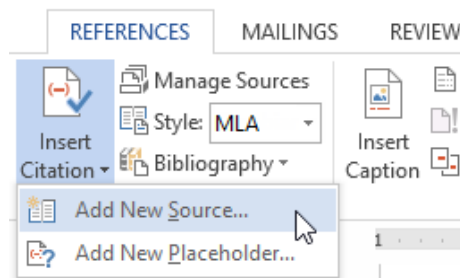 REFERENCES MAILINGS REVIEW
Manage Sources
Style: MLA
Insert
Citation
Bibliography
Insert
Caption
Add New Source...
Add New Placeholder...
1